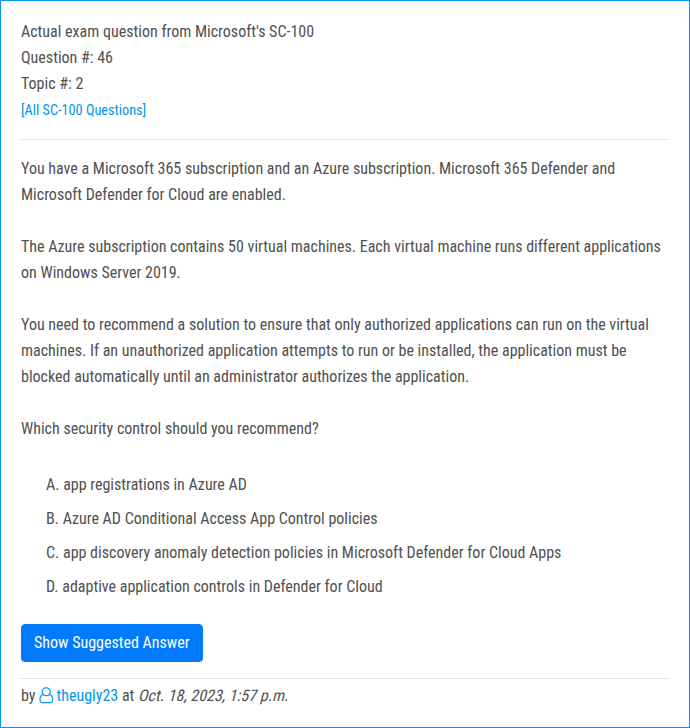 Actual exam question from Microsoft's SC-100
Question #: 46
Topic #: 2
[All SC-100 Questions]
You have a Microsoft 365 subscription and an Azure subscription. Microsoft 365 Defender and
Microsoft Defender for Cloud are enabled.
The Azure subscription contains 50 virtual machines. Each virtual machine runs different applications
on Windows Server 2019.
You need to recommend a solution to ensure that only authorized applications can run on the virtual
machines. If an unauthorized application attempts to run or be installed, the application must be
blocked automatically until an administrator authorizes the application.
Which security control should you recommend?
A. app registrations in Azure AD
B. Azure AD Conditional Access App Control policies
C. app discovery anomaly detection policies in Microsoft Defender for Cloud Apps
D. adaptive application controls in Defender for Cloud
Show Suggested Answer
by theugly23 at Oct. 18, 2023, 1:57 p.m.